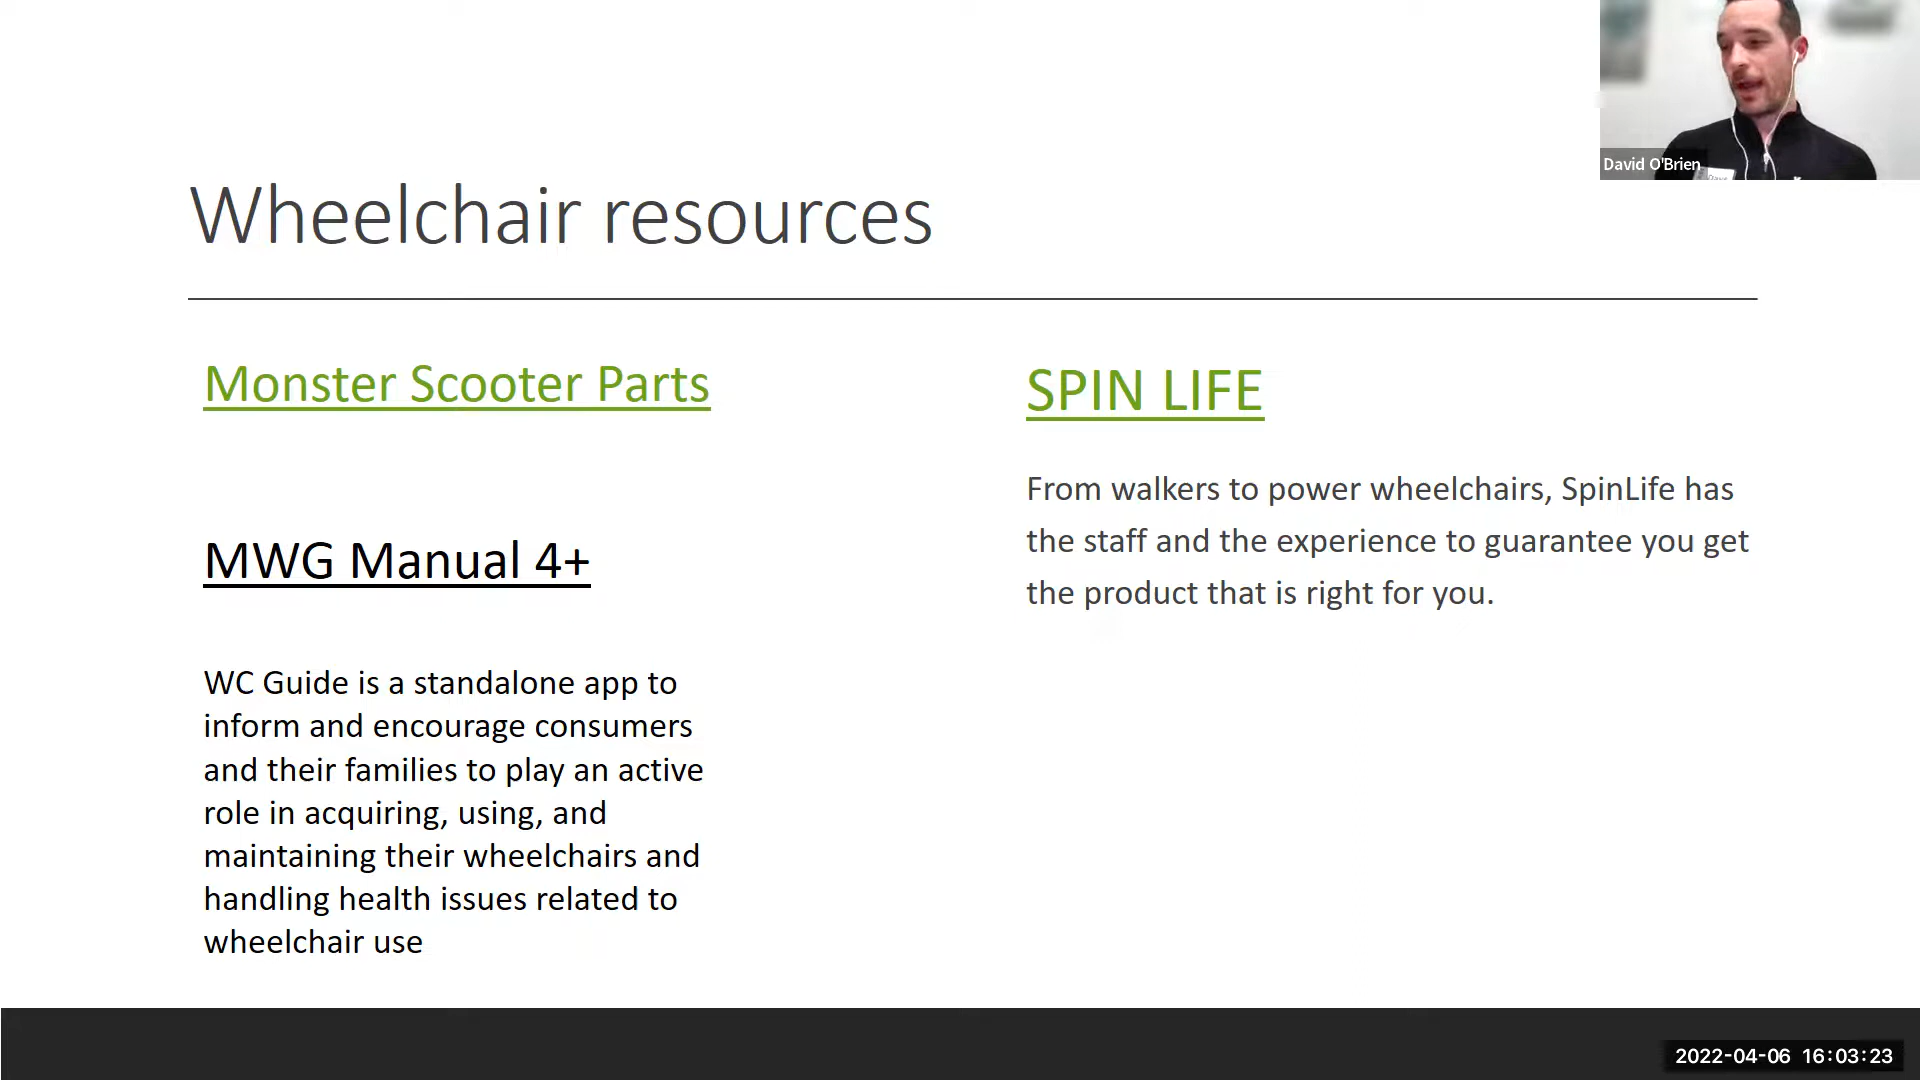 David O'Brien
Wheelchair resources
Monster Scooter Parts
MWG Manual 4+
WC Guide is a standalone app to
inform and encourage consumers
and their families to play an active
role in acquiring, using, and
maintaining their wheelchairs and
handling health issues related to
wheelchair use
SPIN LIFE
From walkers to power wheelchairs, SpinLife has
the staff and the experience to guarantee you get
the product that is right for you.
2022-04-06 16:03:23